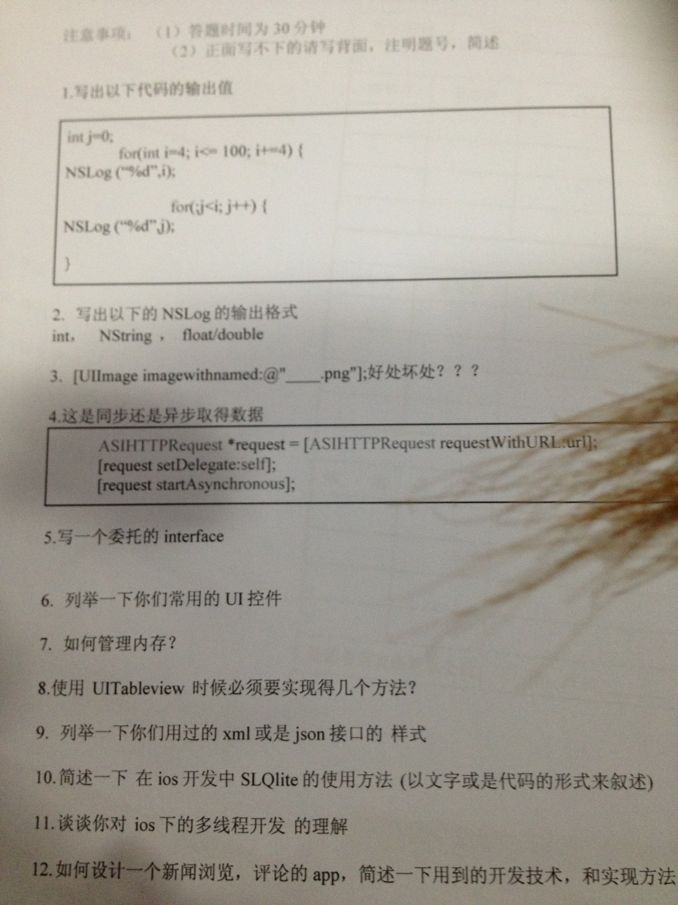 注意事项： （1）答题时间为 30 分钟
（2）正面写不下的请写背面，注明题号，简述
1.写出以下代码的输出值
int j=0;
for(int i=4; i<= 100; i+=4) {
NSLog (“%d”,i);
for(;j<i; j++) {
NSLog (“%d”,j);
}
2. 写出以下的 NSLog 的输出格式
int， NString ， float/double
3. [UIImage imagewithnamed:@"____.png"];好处坏处？？？
4.这是同步还是异步取得数据
ASIHTTPRequest *request = [ASIHTTPRequest requestWithURL:url];
[request setDelegate:self];
[request startAsynchronous];
5.写一个委托的 interface
6. 列举一下你们常用的 UI 控件
7. 如何管理内存？
8.使用 UITableview 时候必须要实现得几个方法？
9. 列举一下你们用过的 xml 或是 json 接口的 样式
10.简述一下 在 ios 开发中 SLQlite 的使用方法 (以文字或是代码的形式来叙述)
11.谈谈你对 ios 下的多线程开发 的理解
12.如何设计一个新闻浏览，评论的 app，简述一下用到的开发技术，和实现方法